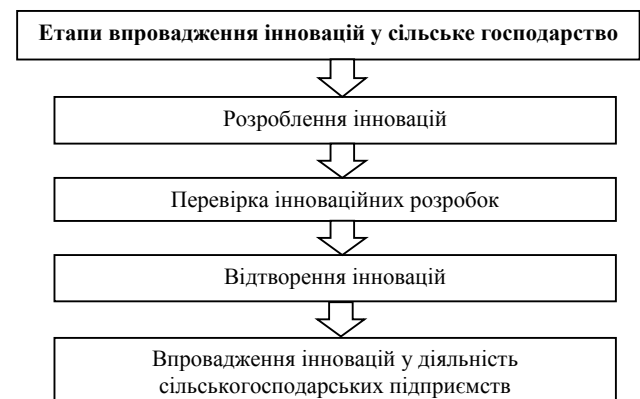 Етапи впровадження інновацій у сільське господарство
Розроблення інновацій
Перевірка інноваційних розробок
Відтворення інновацій
Впровадження інновацій у діяльність
сільськогосподарських підприємств